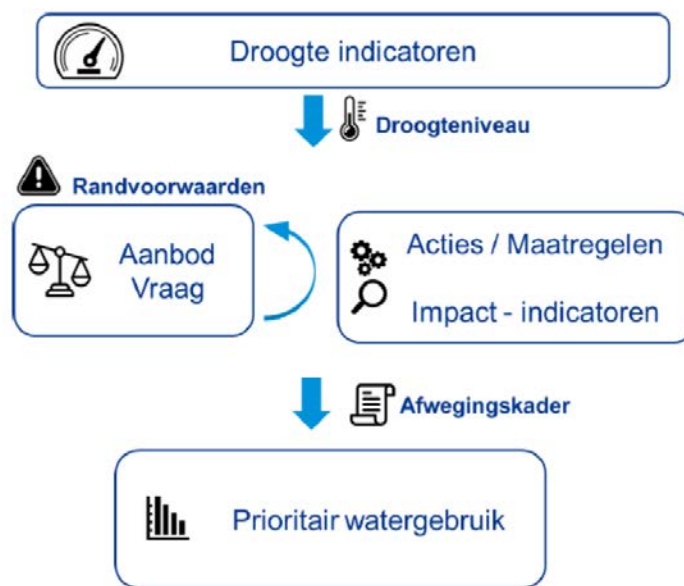 Droogte indicatoren
Droogteniveau
Randvoorwaarden
Aanbod
Vraag
Acties / Maatregelen
Impact - indicatoren
Afwegingskader
Prioritair watergebruik